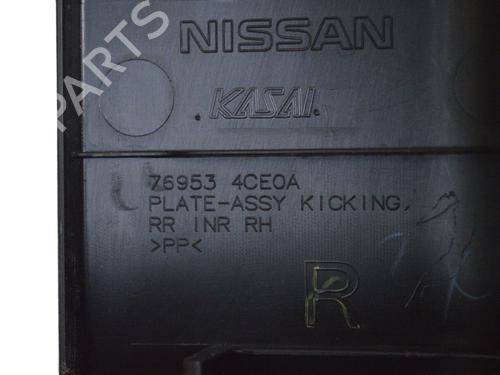 NISSAN
KASAI
76953 4CE0A
PLATE-ASSY KICKING,
RR INR RH
>PP<
R
PARTS